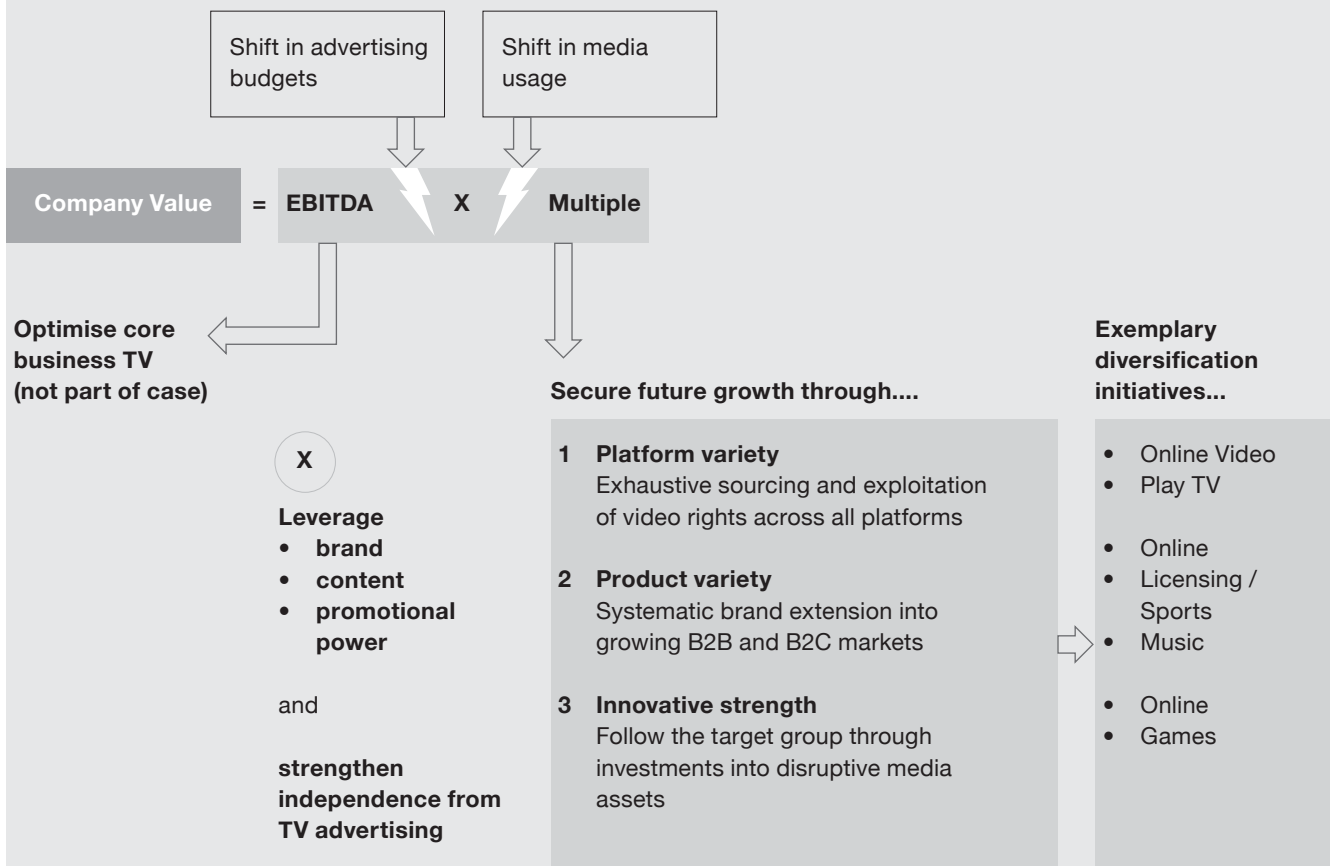 Shift in advertising
budgets
Shift in media
usage
Company Value = EBITDA X Multiple
Optimise core
business TV
(not part of case)
X
Leverage
• brand
• content
• promotional
power
and
strengthen
independence from
TV advertising
Secure future growth through....
1 Platform variety
Exhaustive sourcing and exploitation
of video rights across all platforms
2 Product variety
Systematic brand extension into
growing B2B and B2C markets
3 Innovative strength
Follow the target group through
investments into disruptive media
assets
Exemplary
diversification
initiatives...
• Online Video
• Play TV
• Online
• Licensing /
Sports
• Music
• Online
• Games